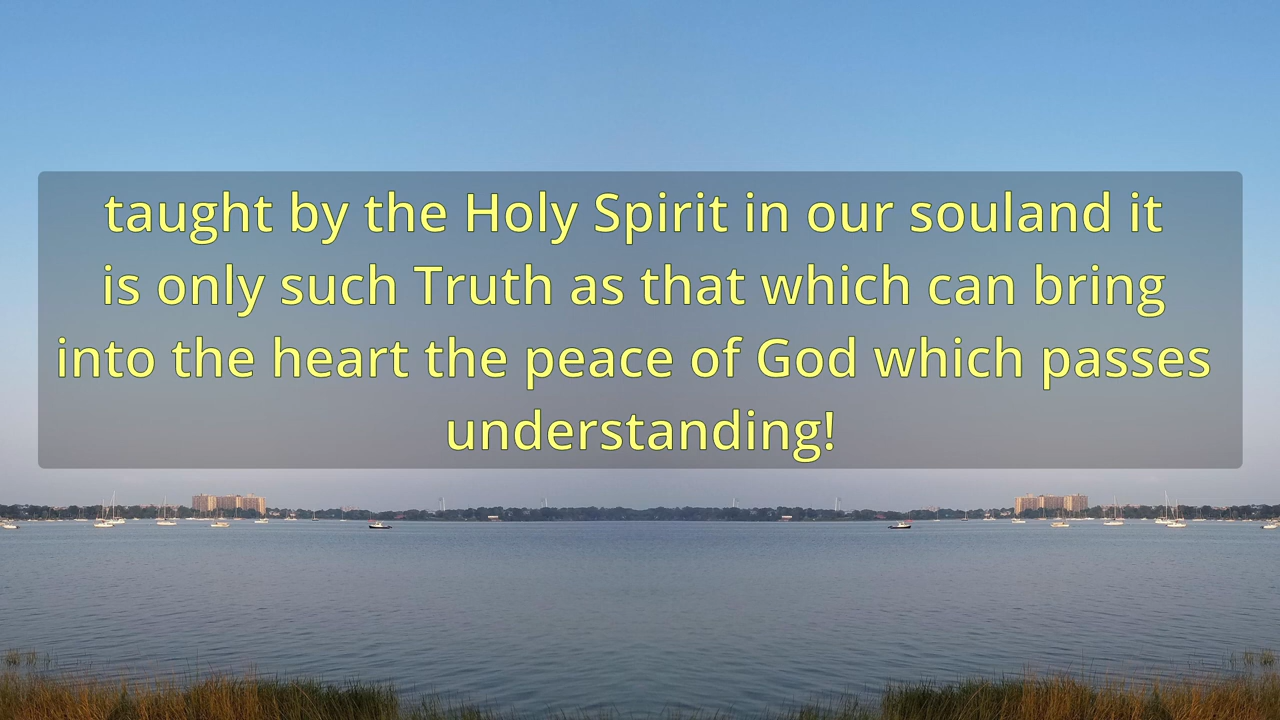 taught by the Holy Spirit in our souland it
is only such Truth as that which can bring
into the heart the peace of God which passes
understanding!